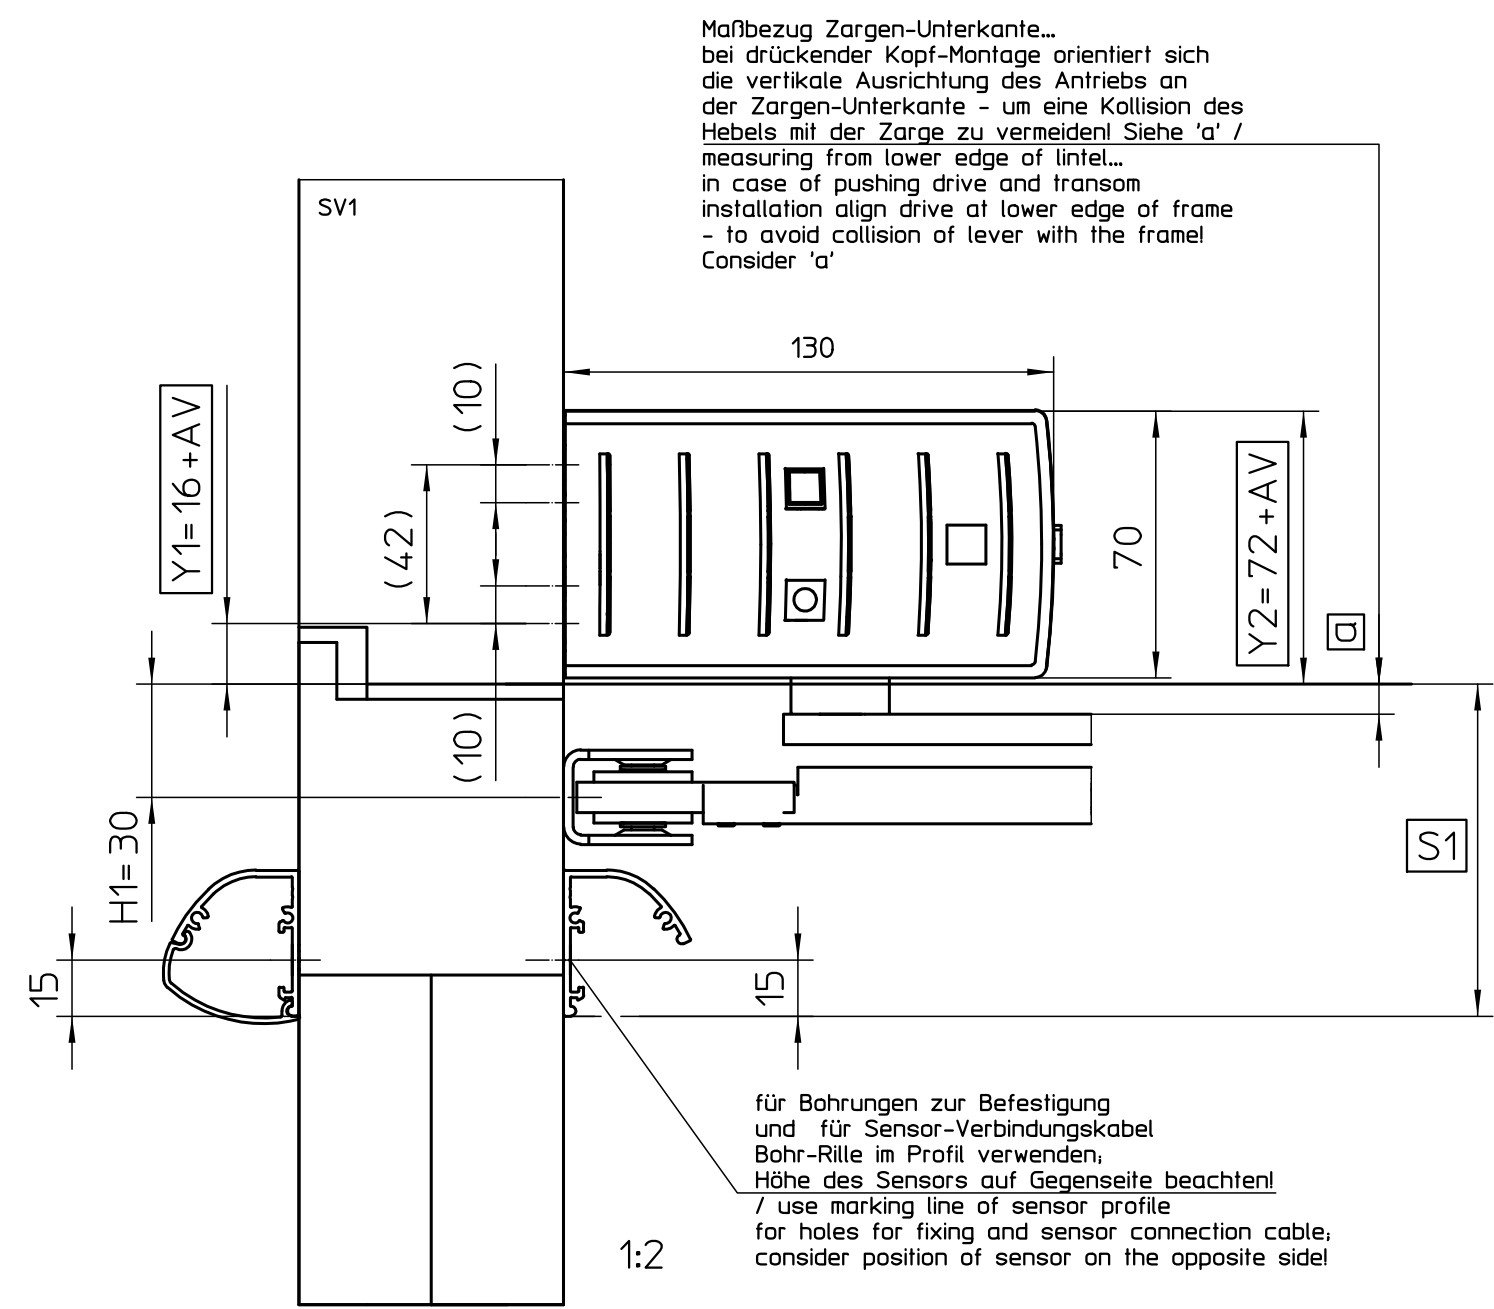 Maßbezug Zargen-Unterkante...
bei drückender Kopf-Montage orientiert sich
die vertikale Ausrichtung des Antriebs an
der Zargen-Unterkante - um eine Kollision des
Hebels mit der Zarge zu vermeiden! Siehe 'a' /
measuring from lower edge of lintel...
in case of pushing drive and transom
installation align drive at lower edge of frame
- to avoid collision of lever with the frame!
Consider 'a'
SV1
130
(10)
Y1=16+AV
(42)
70
Y2=72+AV
a
(10)
H1=30
S1
15
15
für Bohrungen zur Befestigung
und für Sensor-Verbindungskabel
Bohr-Rille im Profil verwenden;
Höhe des Sensors auf Gegenseite beachten!
/ use marking line of sensor profile
for holes for fixing and sensor connection cable;
consider position of sensor on the opposite side!
1:2